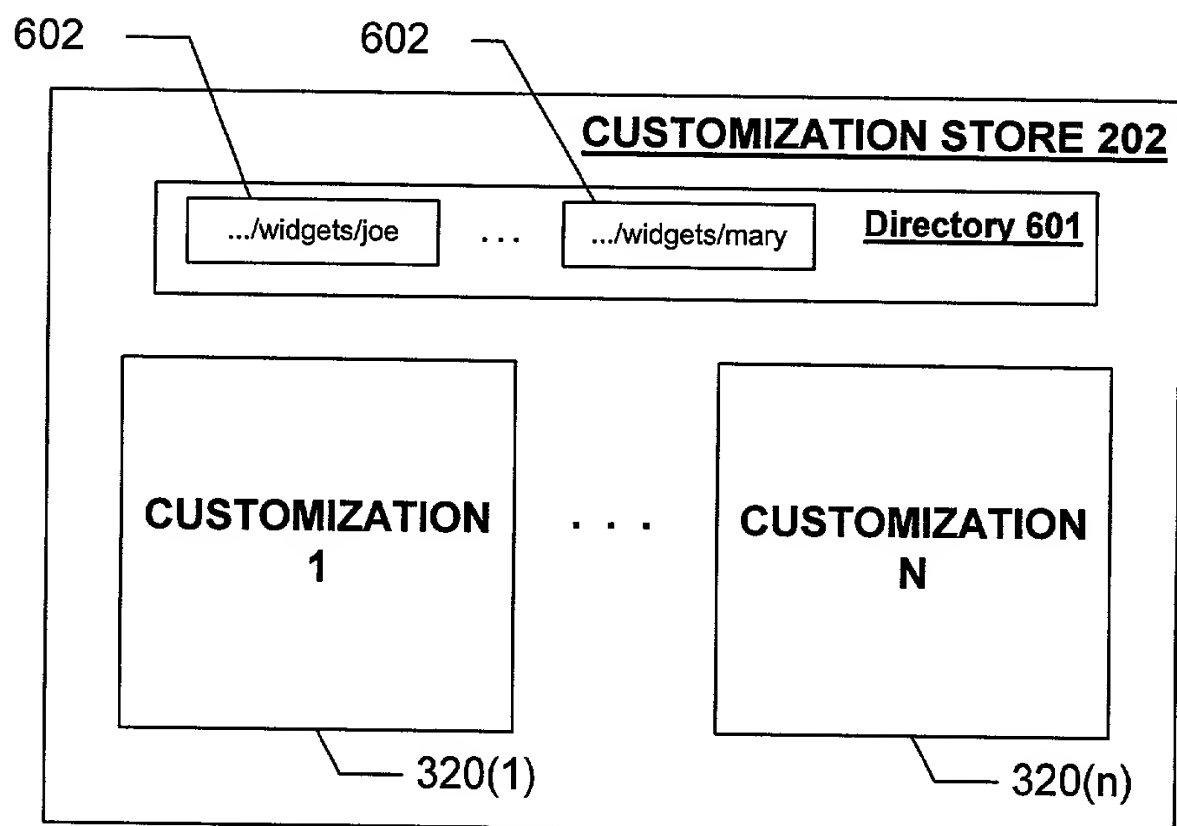 602
602
CUSTOMIZATION STORE 202
.../widgets/joe
. . .
.../widgets/mary
Directory 601
CUSTOMIZATION
1
. . .
CUSTOMIZATION
N
320(1)
320(n)